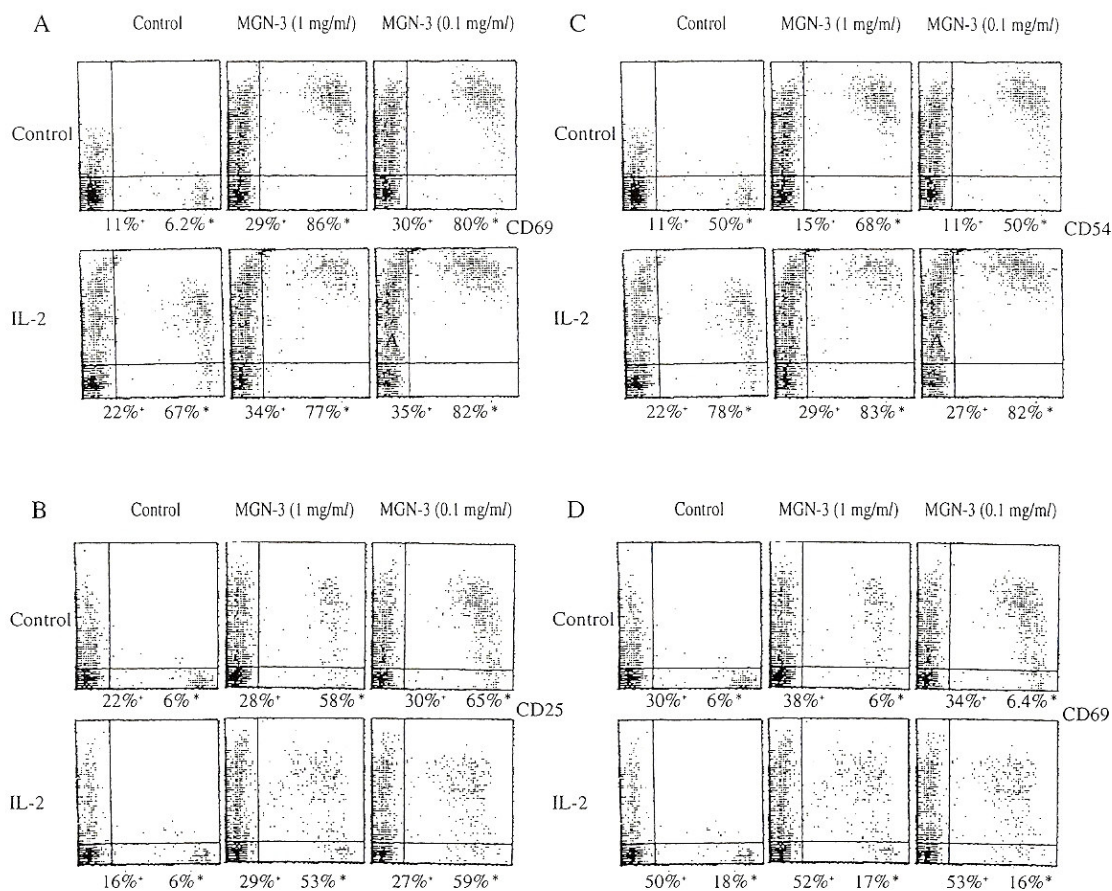 A Control MGN-3 (1 mg/ml) MGN-3 (0.1 mg/ml)
Control
11%+ 6.2%* 29%+ 86%* 30%+ 80%* CD69
IL-2
A
22%+ 67%* 34%+ 77%* 35%+ 82%*
C Control MGN-3 (1 mg/ml) MGN-3 (0.1 mg/ml)
Control
11%+ 50%* 15%+ 68%* 11%+ 50%* CD54
IL-2
A
22%+ 78%* 29%+ 83%* 27%+ 82%*
B Control MGN-3 (1 mg/ml) MGN-3 (0.1 mg/ml)
Control
22%+ 6%* 28%+ 58%* 30%+ 65%* CD25
IL-2
16%+ 6%* 29%+ 53%* 27%+ 59%*
D Control MGN-3 (1 mg/ml) MGN-3 (0.1 mg/ml)
Control
30%+ 6%* 38%+ 6%* 34%+ 6.4%* CD69
IL-2
50%+ 18%* 52%+ 17%* 53%+ 16%*